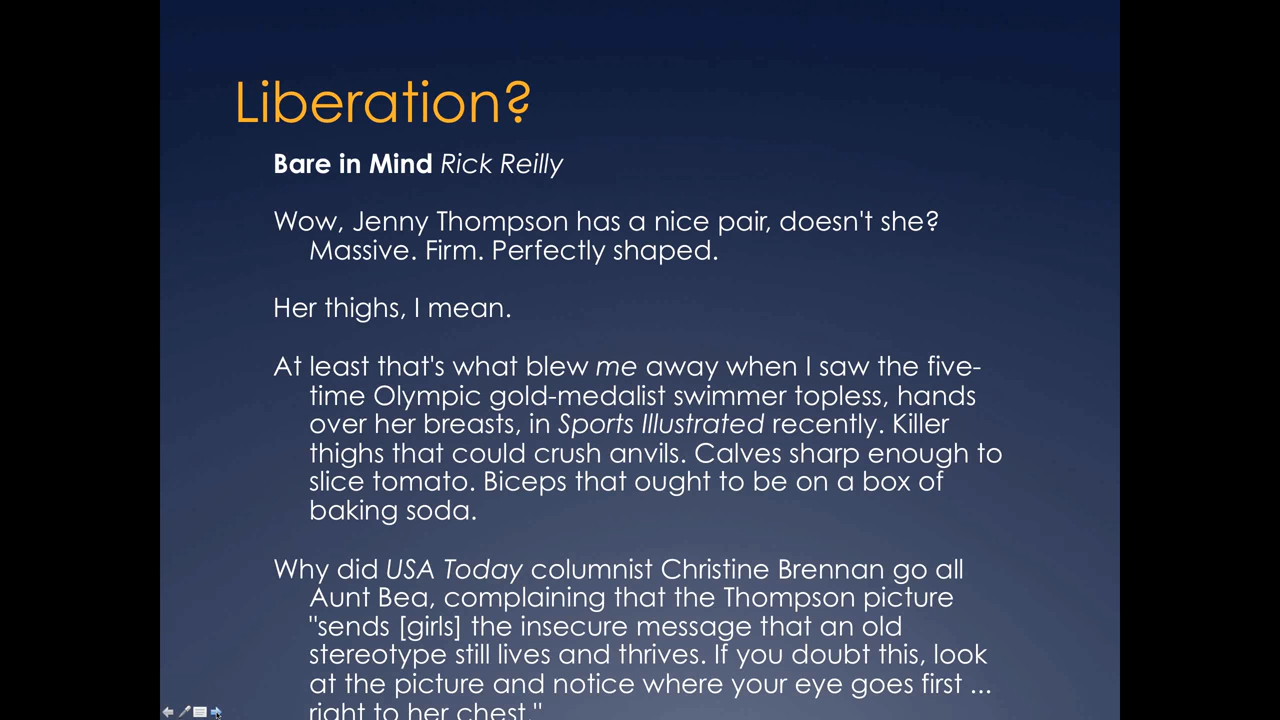 Liberation?
Bare in Mind Rick Reilly
Wow, Jenny Thompson has a nice pair, doesn't she?
Massive. Firm. Perfectly shaped.
Her thighs, I mean.
At least that's what blew me away when I saw the five-
time Olympic gold-medalist swimmer topless, hands
over her breasts, in Sports Illustrated recently. Killer
thighs that could crush anvils. Calves sharp enough to
slice tomato. Biceps that ought to be on a box of
baking soda.
Why did USA Today columnist Christine Brennan go all
Aunt Bea, complaining that the Thompson picture
"sends [girls] the insecure message that an old
stereotype still lives and thrives. If you doubt this, look
at the picture and notice where your eye goes first ...
right to her chest."